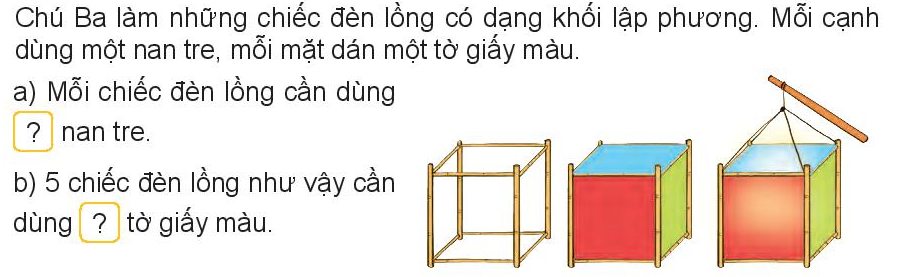 Chú Ba làm những chiếc đèn lồng có dạng khối lập phương. Mỗi cạnh
dùng một nan tre, mỗi mặt dán một tờ giấy màu.
a) Mỗi chiếc đèn lồng cần dùng
? nan tre.
b) 5 chiếc đèn lồng như vậy cần
dùng ? tờ giấy màu.